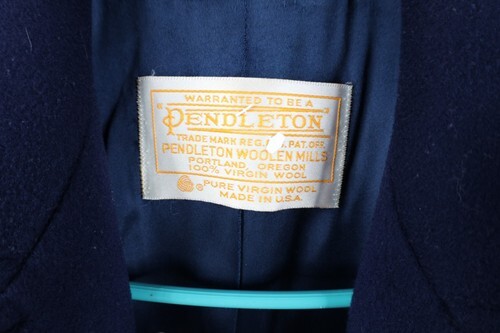 WARRANTED TO BE A
"PENDLETON"
TRADE MARK REG. PAT. OFF.
PENDLETON WOOLEN MILLS
PORTLAND, OREGON
100% VIRGIN WOOL
® PURE VIRGIN WOOL
MADE IN U.S.A.